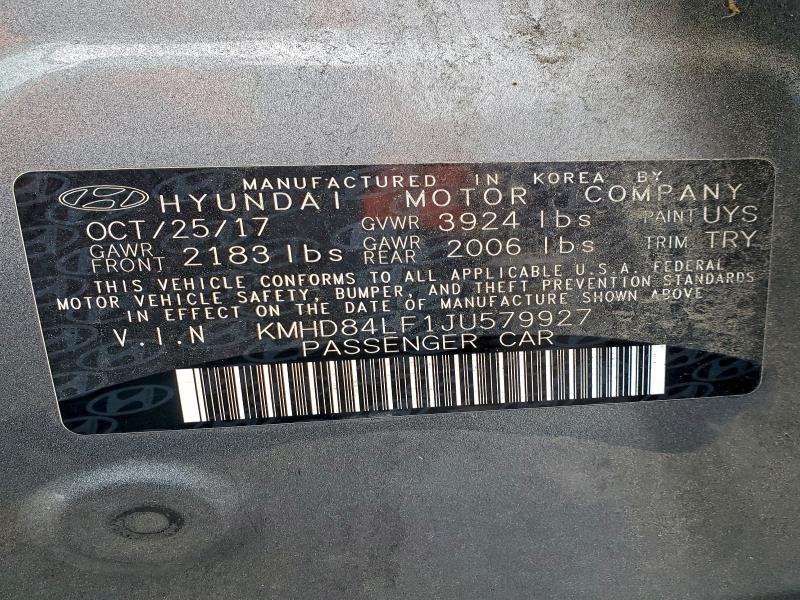 MANUFACTURED IN KOREA BY
HYUNDAI MOTOR COMPANY
OCT/25/17 GVWR 3924 lbs PAINT UYS
GAWR FRONT 2183 lbs GAWR REAR 2006 lbs TRIM TRY
THIS VEHICLE CONFORMS TO ALL APPLICABLE U.S.A. FEDERAL
MOTOR VEHICLE SAFETY, BUMPER, AND THEFT PREVENTION STANDARDS
IN EFFECT ON THE DATE OF MANUFACTURE SHOWN ABOVE
V.I.N KMHD84LF1JU579927
PASSENGER CAR